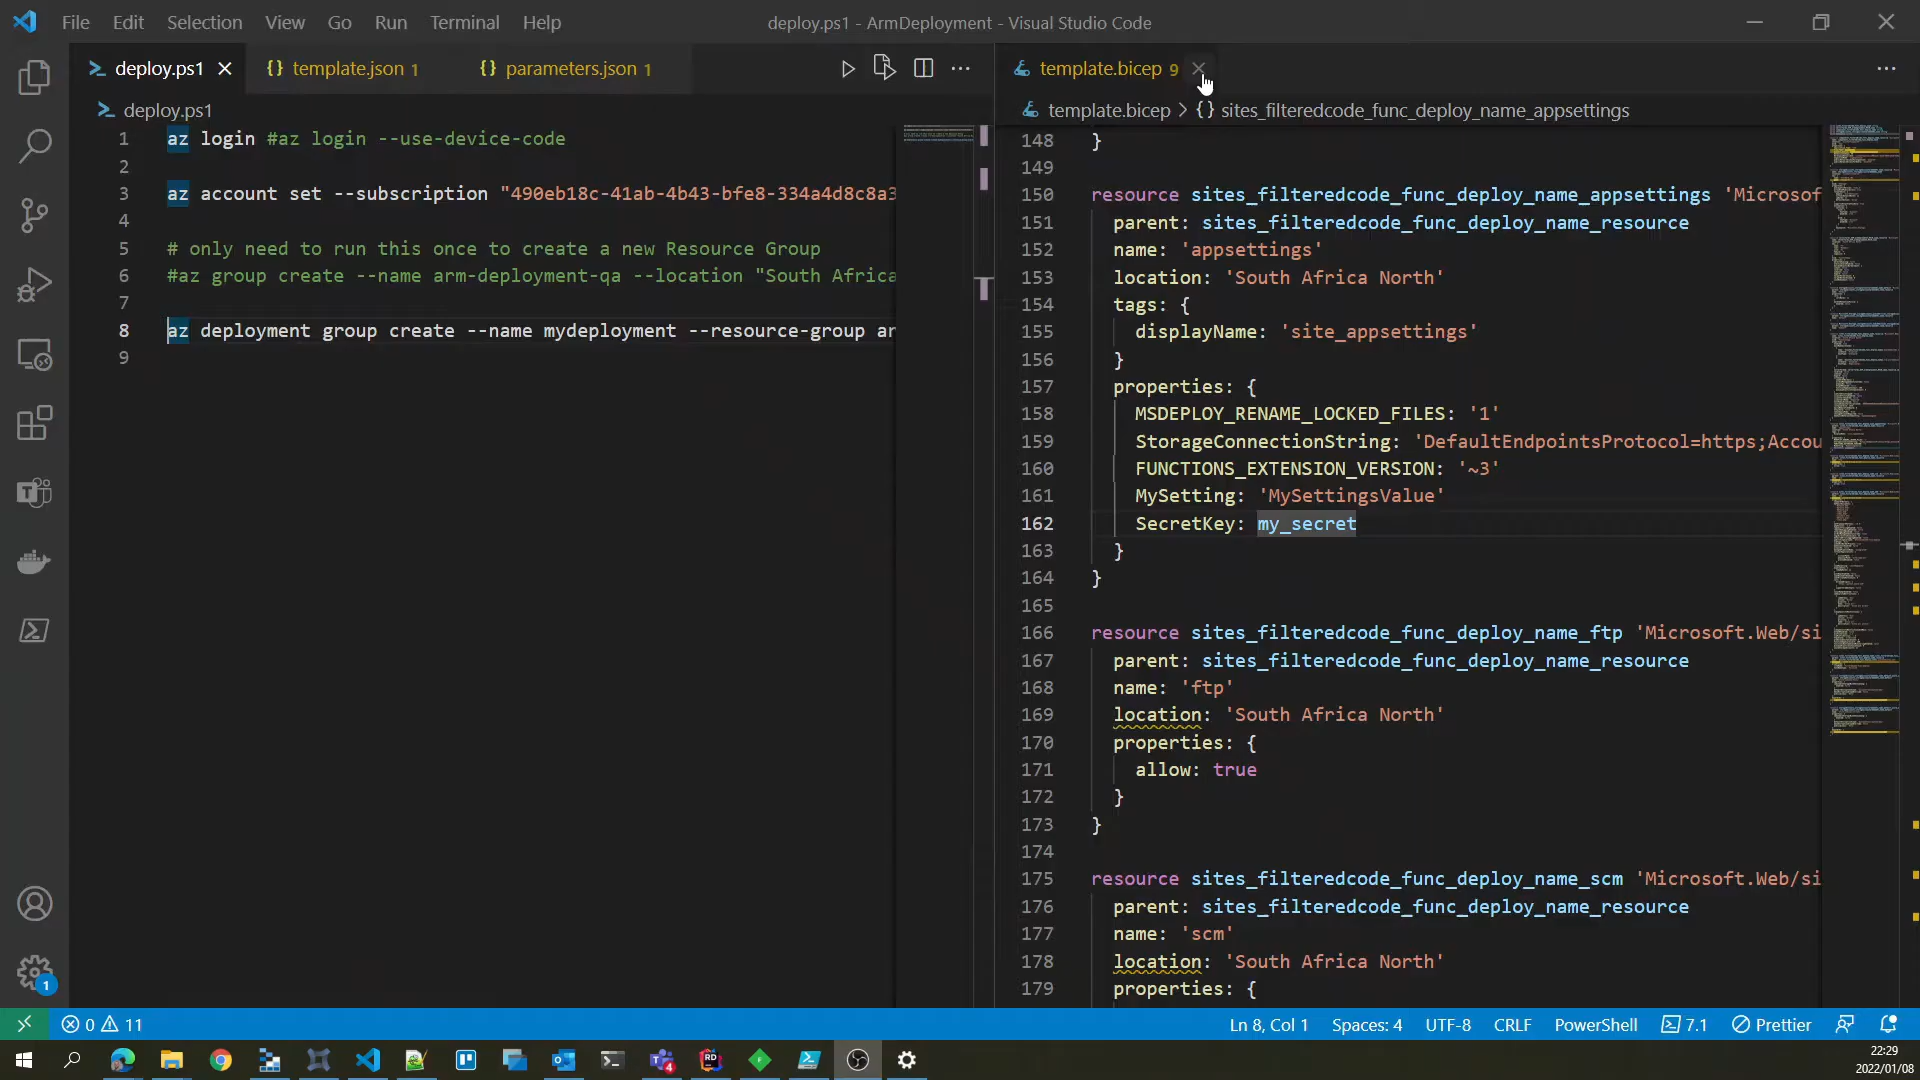 File Edit Selection View Go Run Terminal Help
deploy.ps1 - ArmDeployment - Visual Studio Code
deploy.ps1
template.json 1
parameters.json 1
deploy.ps1
1 az login #az login --use-device-code
2
3 az account set --subscription "490eb18c-41ab-4b43-bfe8-334a4d8c8a3
4
5 # only need to run this once to create a new Resource Group
6 #az group create --name arm-deployment-qa --location "South Africa
7
8 az deployment group create --name mydeployment --resource-group ar
9
template.bicep 9
template.bicep > {} sites_filteredcode_func_deploy_name_appsettings
148 }
149
150 resource sites_filteredcode_func_deploy_name_appsettings 'Microsof
151 parent: sites_filteredcode_func_deploy_name_resource
152 name: 'appsettings'
153 location: 'South Africa North'
154 tags: {
155 displayName: 'site_appsettings'
156 }
157 properties: {
158 MSDEPLOY_RENAME_LOCKED_FILES: '1'
159 StorageConnectionString: 'DefaultEndpointsProtocol=https;Accou
160 FUNCTIONS_EXTENSION_VERSION: '~3'
161 MySetting: 'MySettingsValue'
162 SecretKey: my_secret
163 }
164 }
165
166 resource sites_filteredcode_func_deploy_name_ftp 'Microsoft.Web/si
167 parent: sites_filteredcode_func_deploy_name_resource
168 name: 'ftp'
169 location: 'South Africa North'
170 properties: {
171 allow: true
172 }
173 }
174
175 resource sites_filteredcode_func_deploy_name_scm 'Microsoft.Web/si
176 parent: sites_filteredcode_func_deploy_name_resource
177 name: 'scm'
178 location: 'South Africa North'
179 properties: {
1
0 11
Ln 8, Col 1 Spaces: 4 UTF-8 CRLF PowerShell 7.1 Prettier
4
RD
22:29
2022/01/08